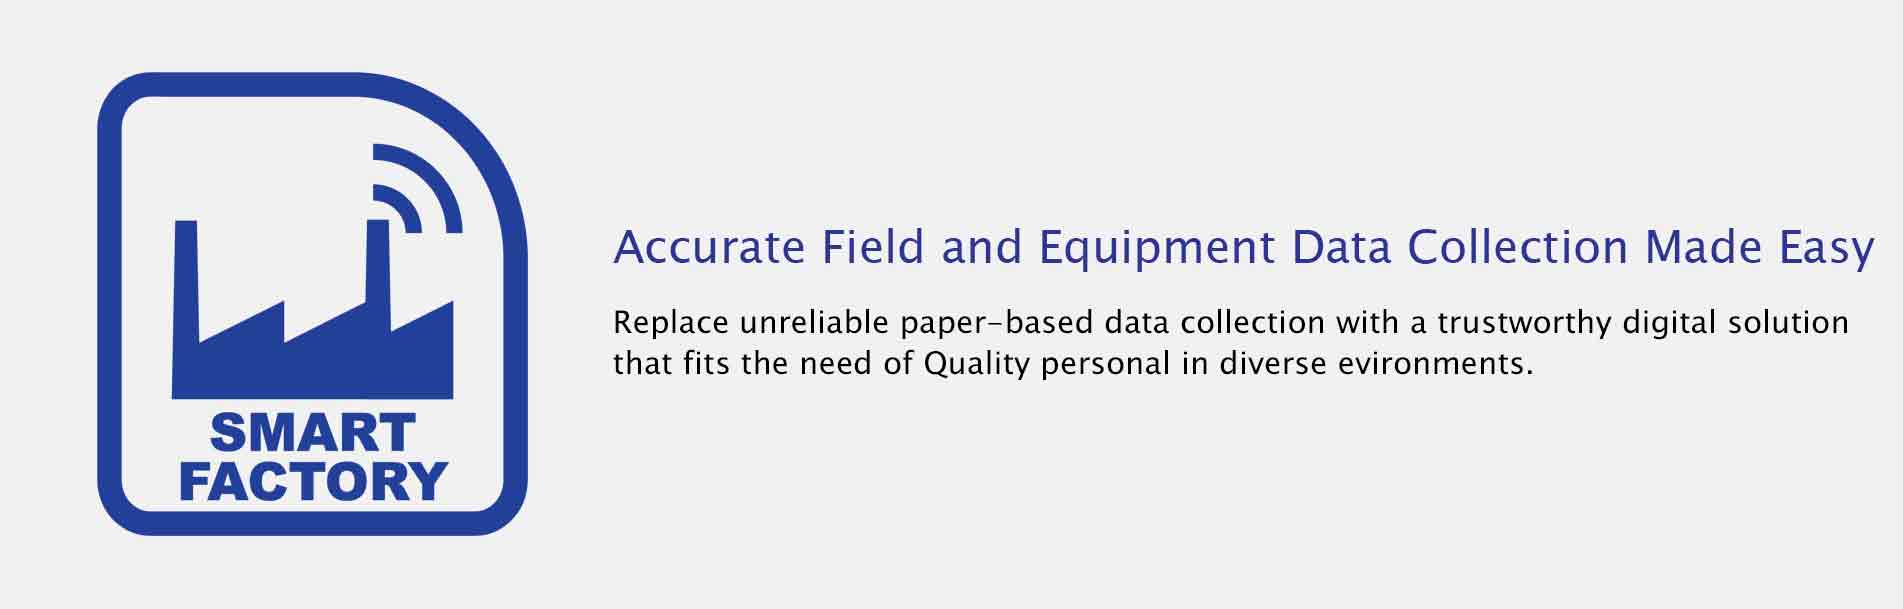 SMART
FACTORY
Accurate Field and Equipment Data Collection Made Easy
Replace unreliable paper-based data collection with a trustworthy digital solution
that fits the need of Quality personal in diverse evironments.